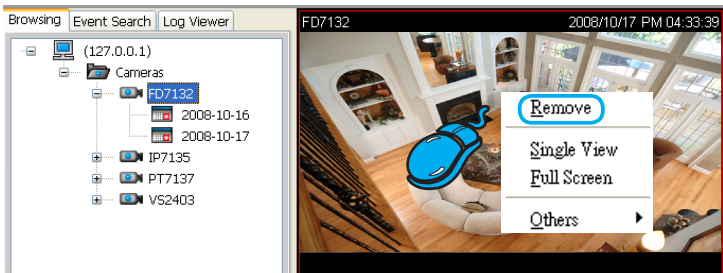 Browsing Event Search Log Viewer
(127.0.0.1)
Cameras
FD7132
2008-10-16
2008-10-17
IP7135
PT7137
VS2403
FD7132 2008/10/17 PM 04:33:39
Remove
Single View
Full Screen
Others